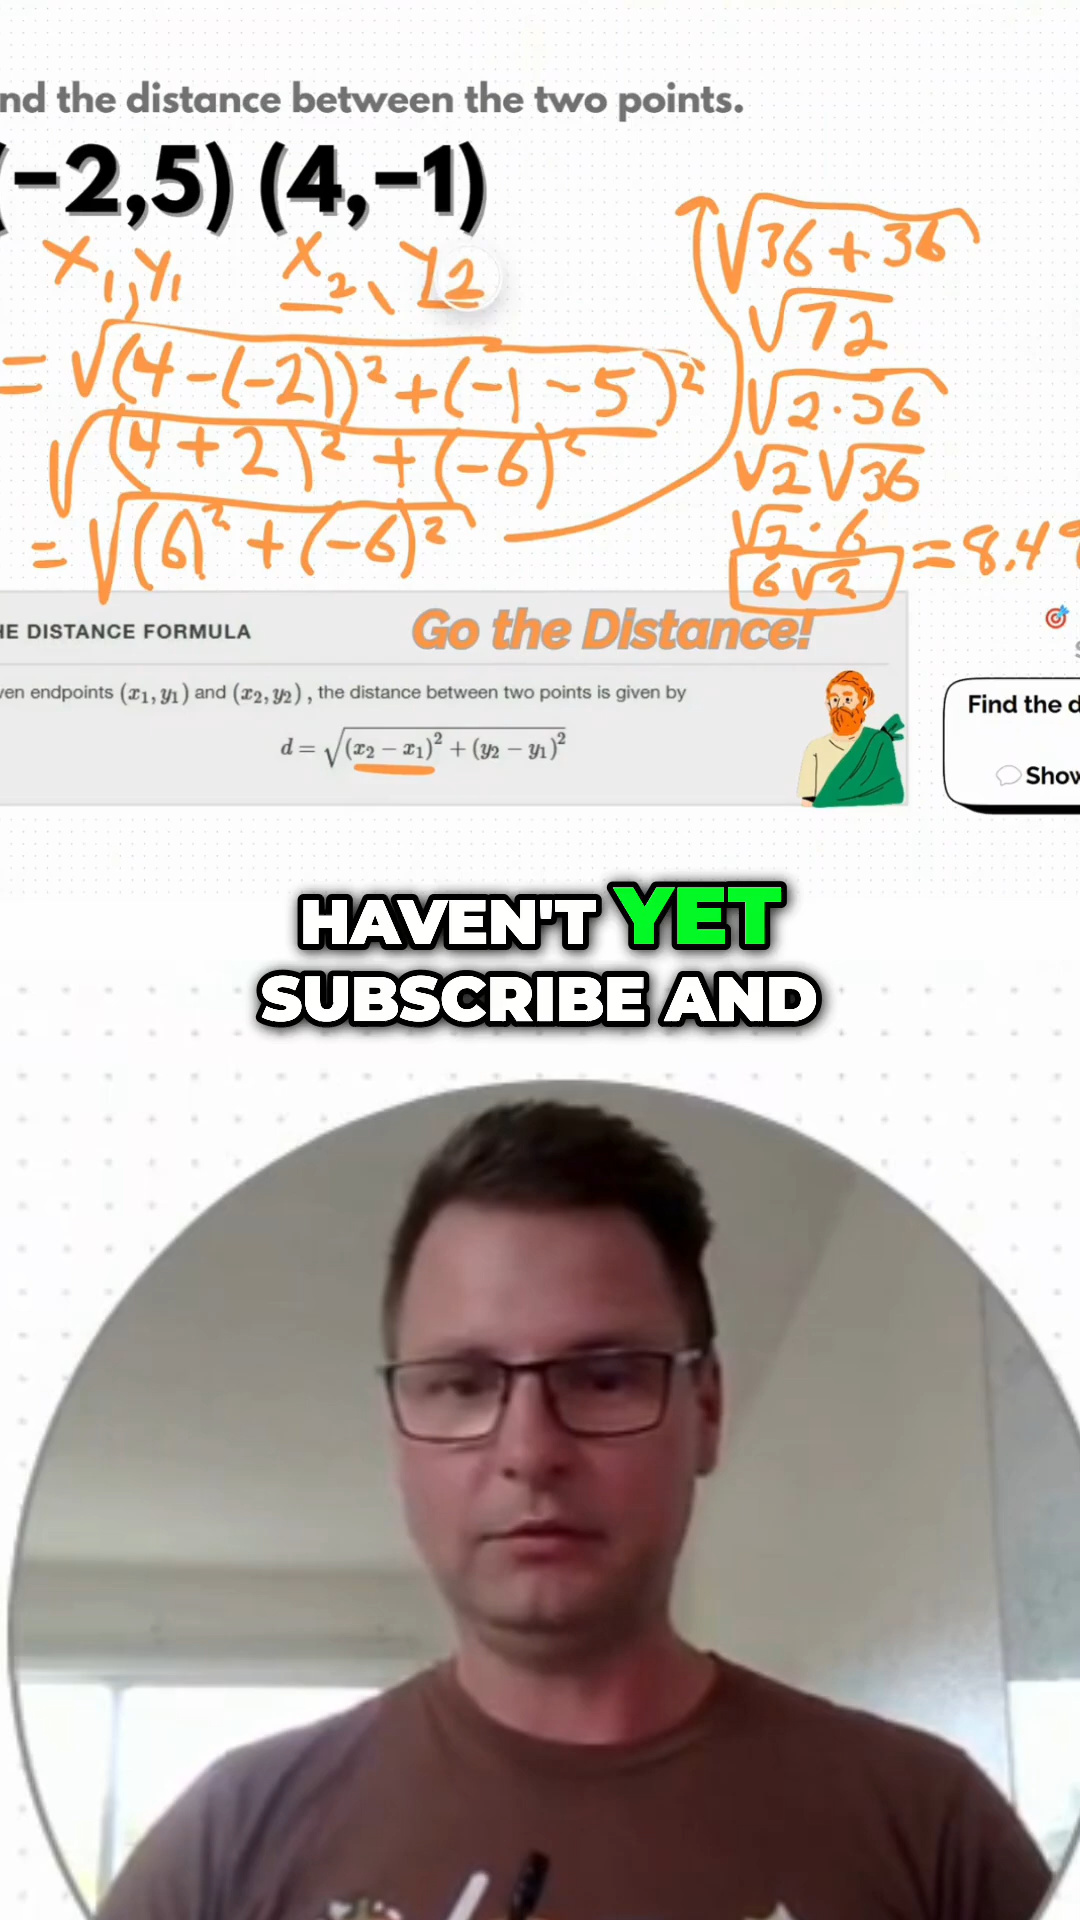 nd the distance between the two points.
(-2,5) (4,-1)
x₁, y₁ x₂, y₂
= √(4-(-2))² + (-1-5)²
√(4+2)² + (-6)²
= √(6)² + (-6)²
√36+36
√72
√2·36
√2 √36
√2·6
6√2 = 8.49
HE DISTANCE FORMULA
Go the Distance!
ven endpoints (x₁, y₁) and (x₂, y₂), the distance between two points is given by
d = √(x₂ − x₁)² + (y₂ − y₁)²
Find the d
Show
HAVEN'T YET
SUBSCRIBE AND